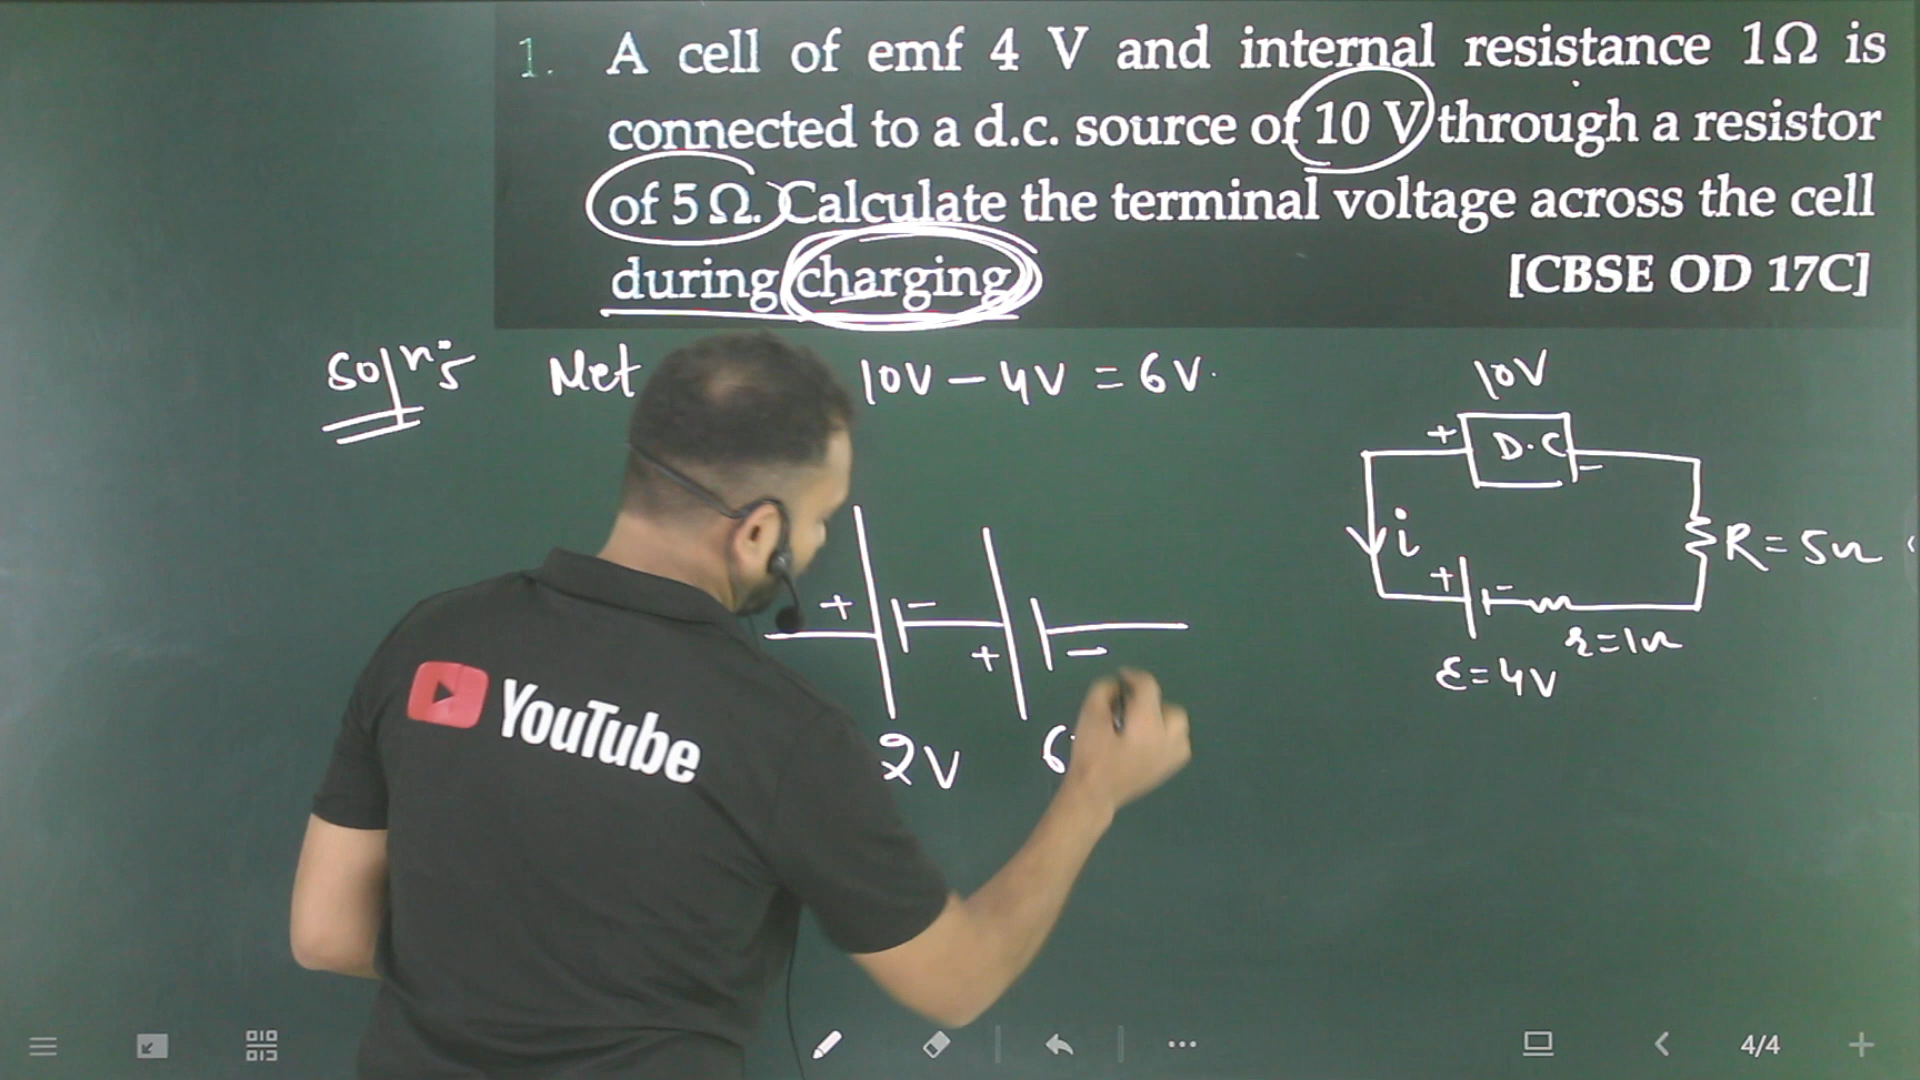 1. A cell of emf 4 V and internal resistance 1Ω is
connected to a d.c. source of 10 V through a resistor
of 5 Ω. Calculate the terminal voltage across the cell
during charging
[CBSE OD 17C]
Soln:
Net 10V − 4V = 6V.
10V
+ D.C −
i
R = 5Ω
+ −
r = 1Ω
ε = 4V
+ −
+ −
2V 6
YouTube
4/4